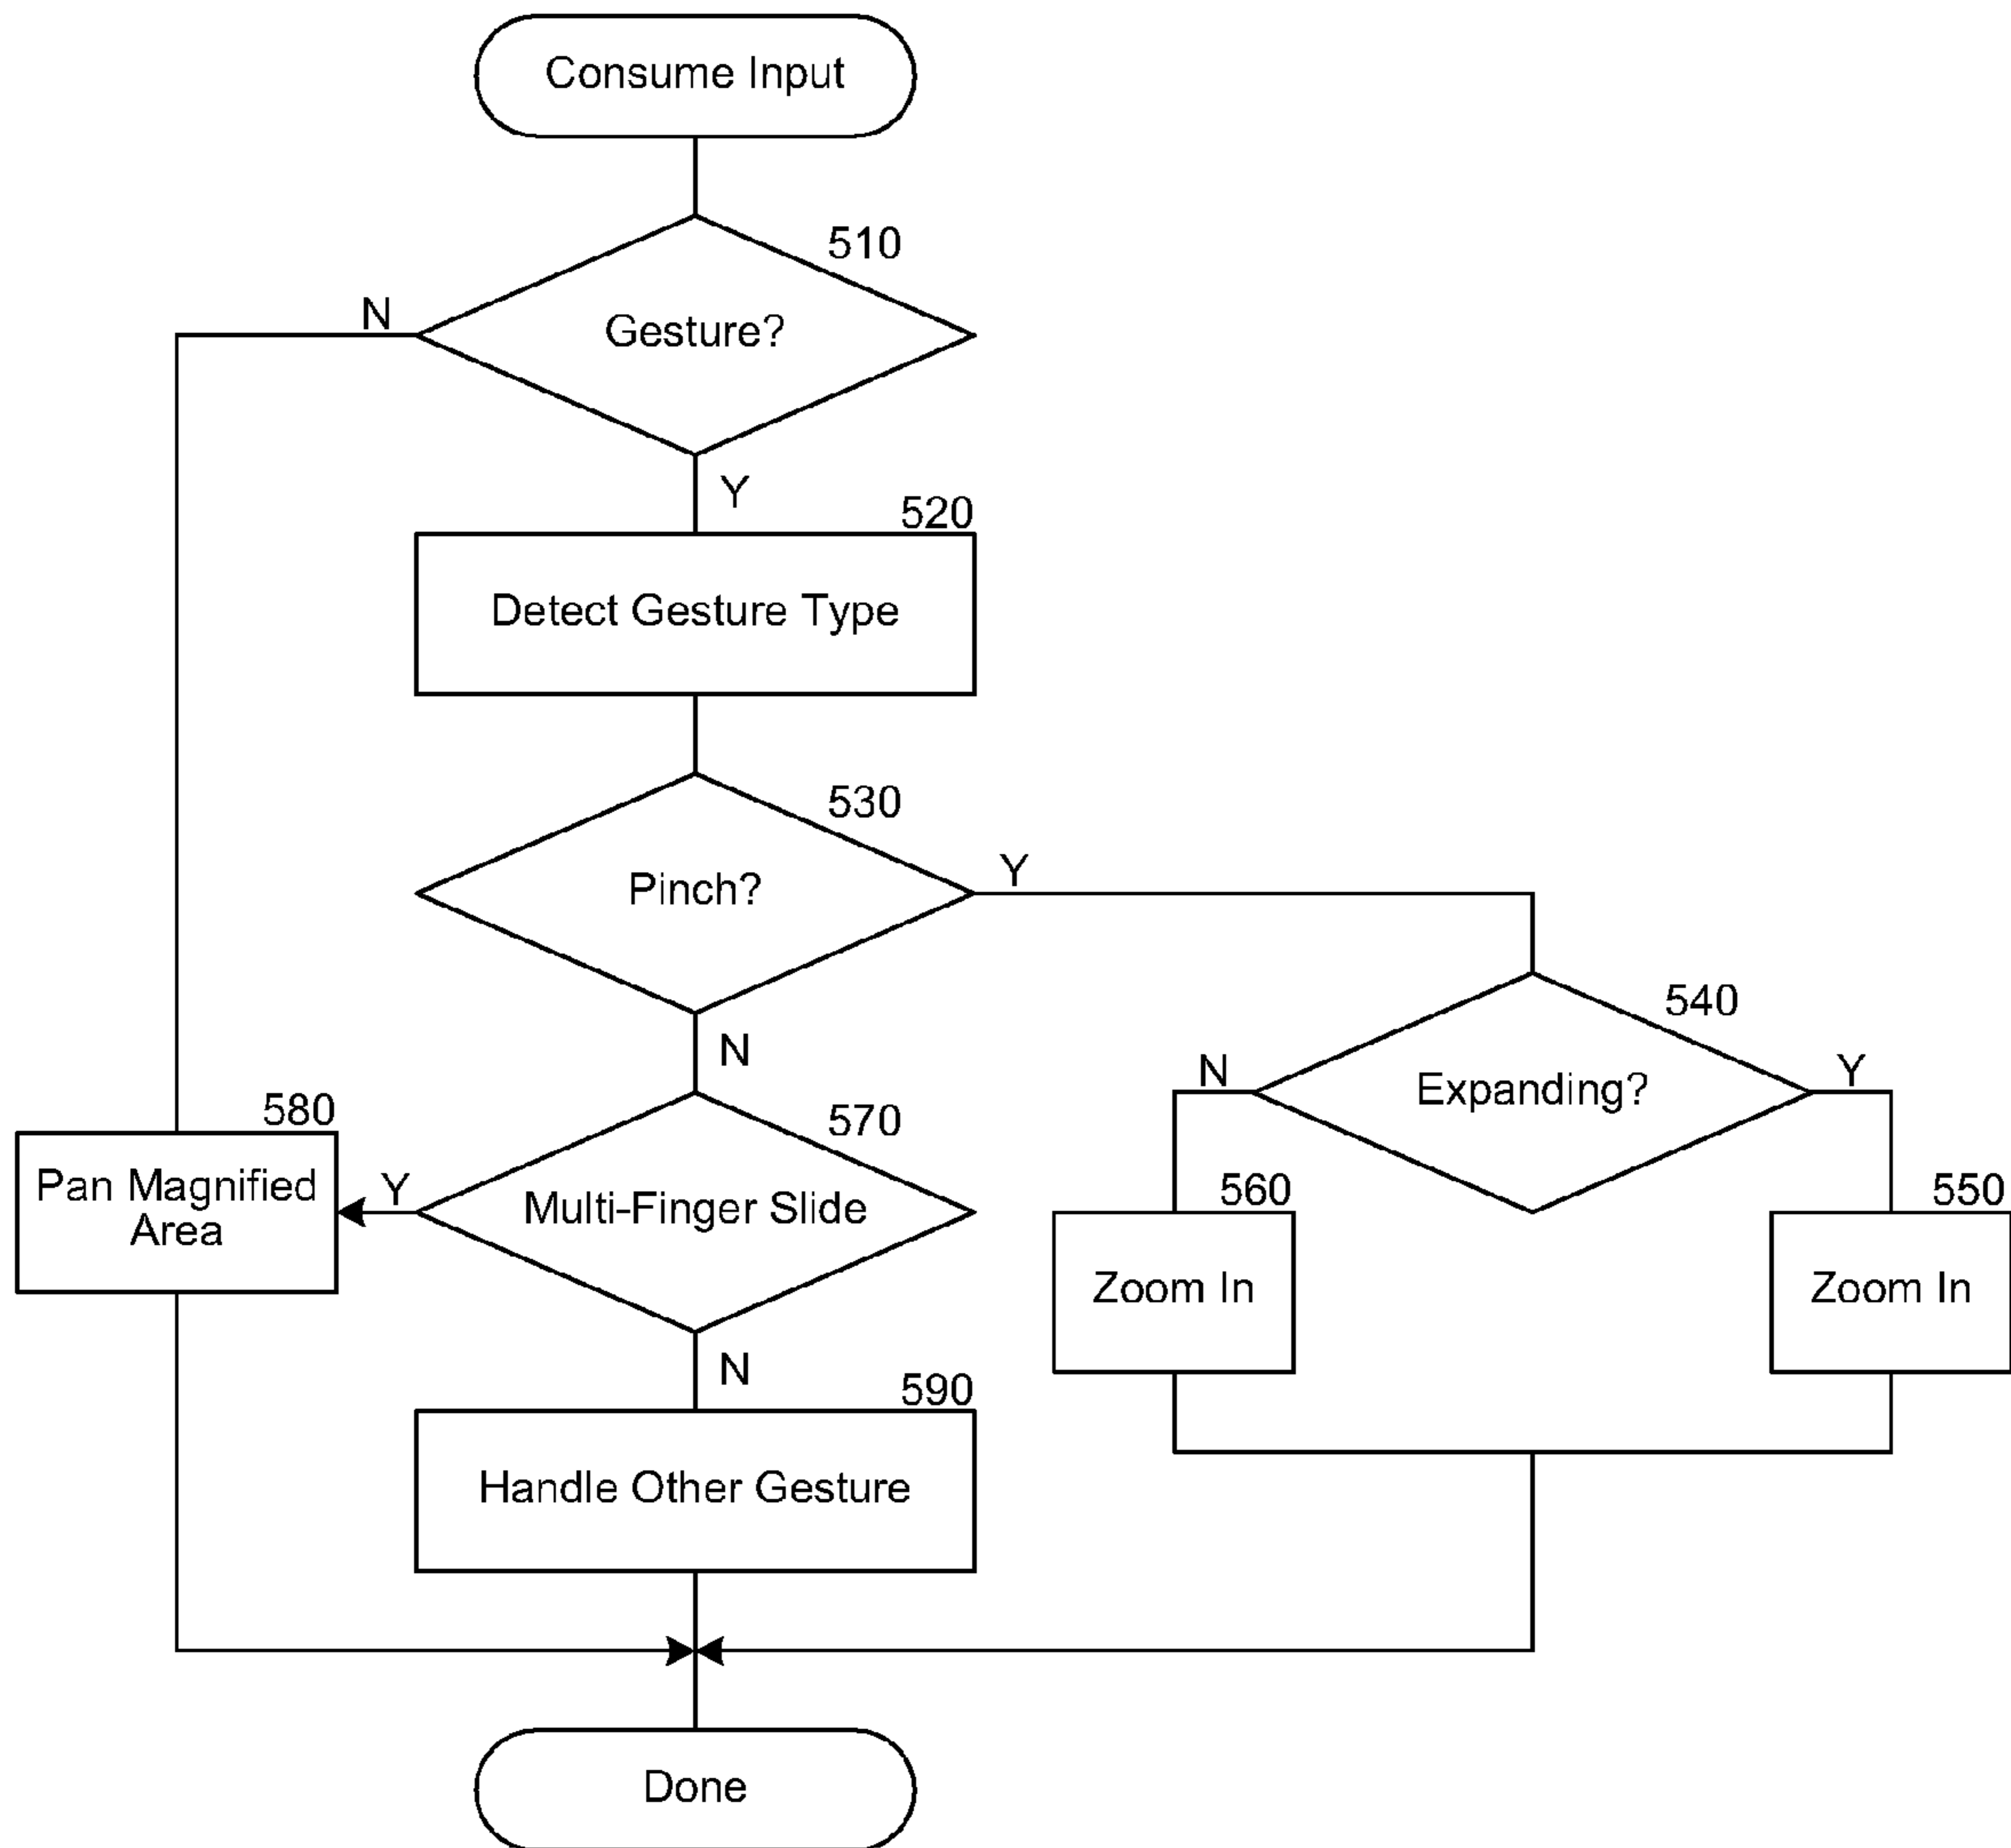 Consume Input
510
N
Gesture?
Y
520
Detect Gesture Type
530
Pinch?
Y
N
540
N
Expanding?
Y
580
Pan Magnified
Area
Y
570
Multi-Finger Slide
560
Zoom In
550
Zoom In
N
590
Handle Other Gesture
Done